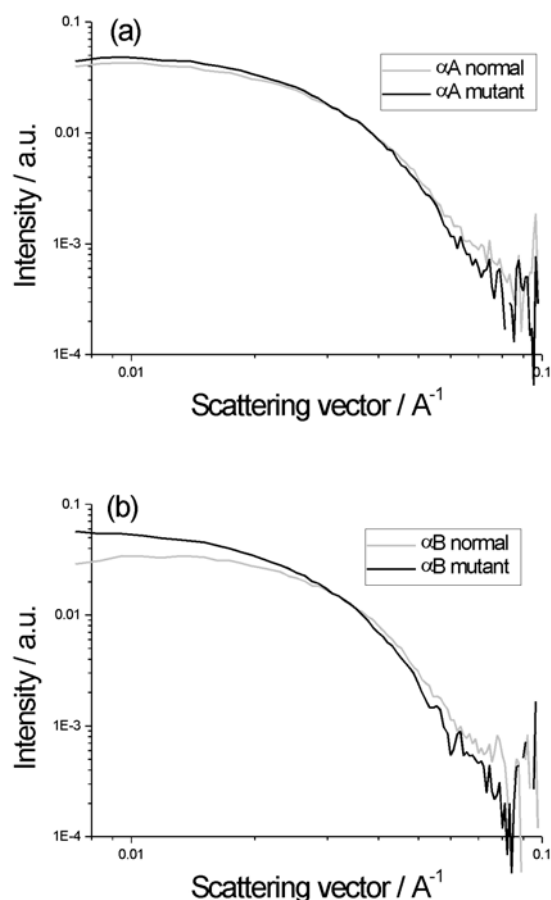 (a)
0.1
αA normal
αA mutant
0.01
Intensity / a.u.
1E-3
1E-4
0.01
0.1
Scattering vector / A⁻¹
(b)
0.1
αB normal
αB mutant
0.01
Intensity / a.u.
1E-3
1E-4
0.01
0.1
Scattering vector / A⁻¹